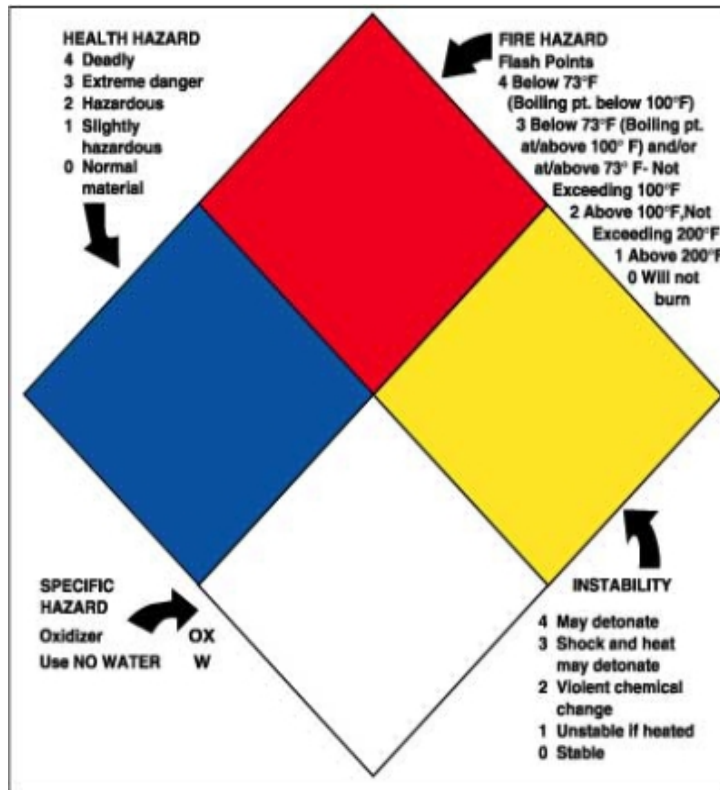 HEALTH HAZARD
4 Deadly
3 Extreme danger
2 Hazardous
1 Slightly
hazardous
0 Normal
material
FIRE HAZARD
Flash Points
4 Below 73°F
(Boiling pt. below 100°F)
3 Below 73°F (Boiling pt.
at/above 100° F) and/or
at/above 73° F- Not
Exceeding 100°F
2 Above 100°F,Not
Exceeding 200°F
1 Above 200°F
0 Will not
burn
SPECIFIC
HAZARD
Oxidizer OX
Use NO WATER W
INSTABILITY
4 May detonate
3 Shock and heat
may detonate
2 Violent chemical
change
1 Unstable if heated
0 Stable